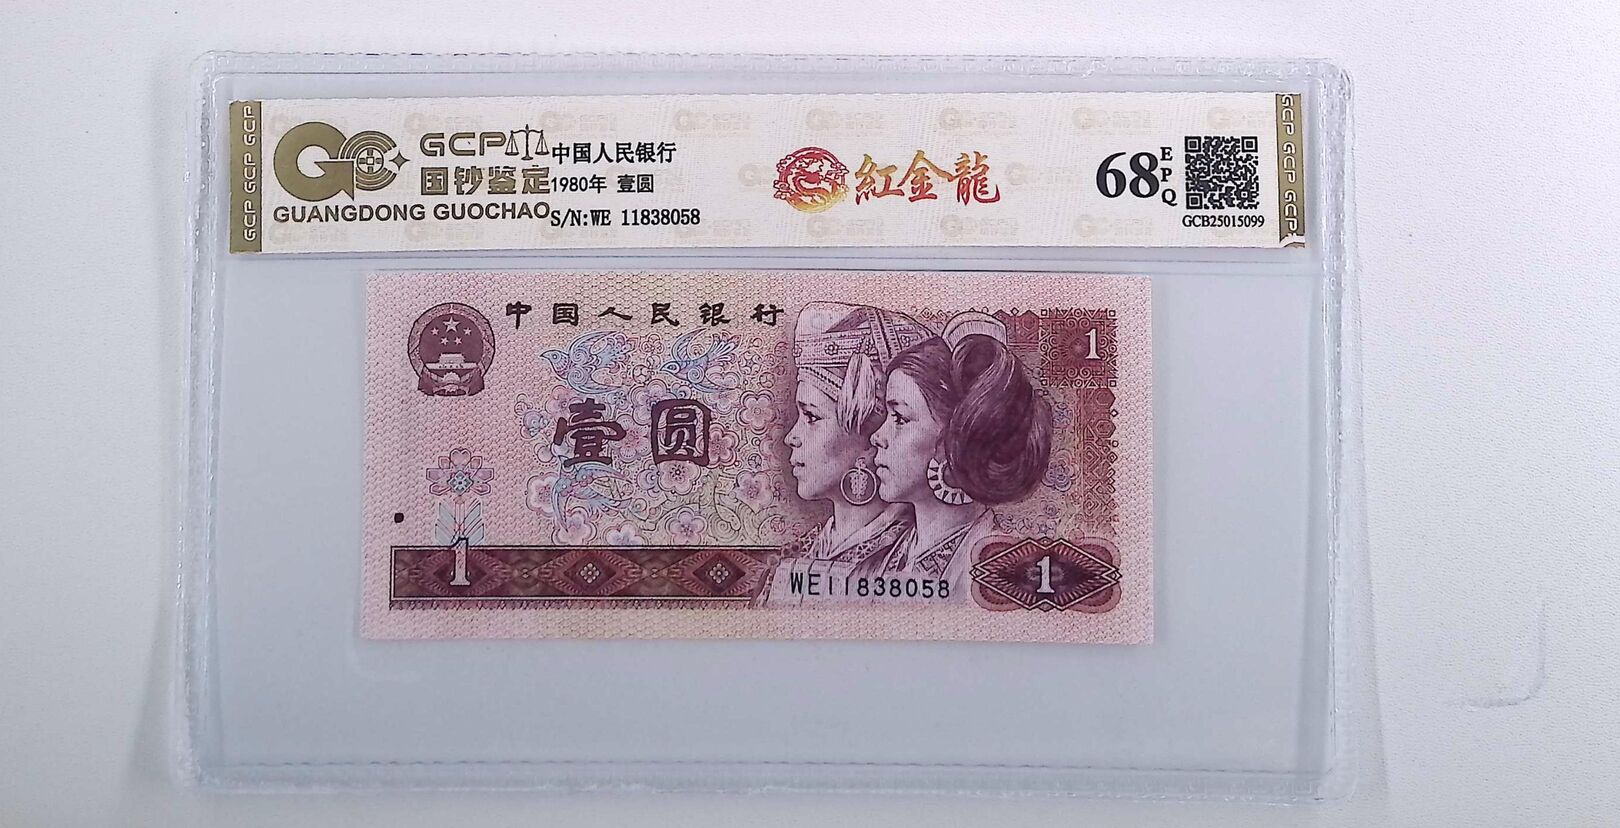 GCP GCP GCP
GCP
国钞鉴定
GUANGDONG GUOCHAO
中国人民银行
1980年 壹圆
S/N:WE 11838058
紅金龍
68
EPQ
GCB25015099
GCP GCP GCP
中国人民银行
1
壹圆
1
WE11838058
1